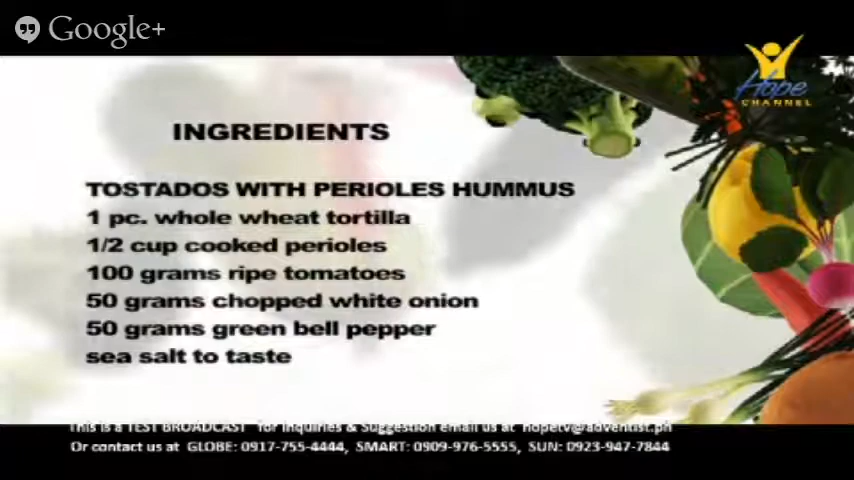 Google+
Hope
CHANNEL
INGREDIENTS
TOSTADOS WITH PERIOLES HUMMUS
1 pc. whole wheat tortilla
1/2 cup cooked perioles
100 grams ripe tomatoes
50 grams chopped white onion
50 grams green bell pepper
sea salt to taste
This is a TEST BROADCAST for Inquiries & Suggestion email us at hopetv@adventist.ph
Or contact us at GLOBE: 0917-755-4444, SMART: 0909-976-5555, SUN: 0923-947-7844